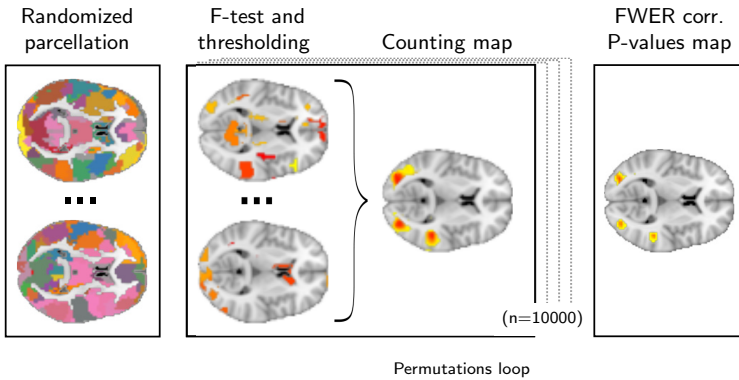 Randomized
parcellation
F-test and
thresholding
Counting map
FWER corr.
P-values map
(n=10000)
Permutations loop